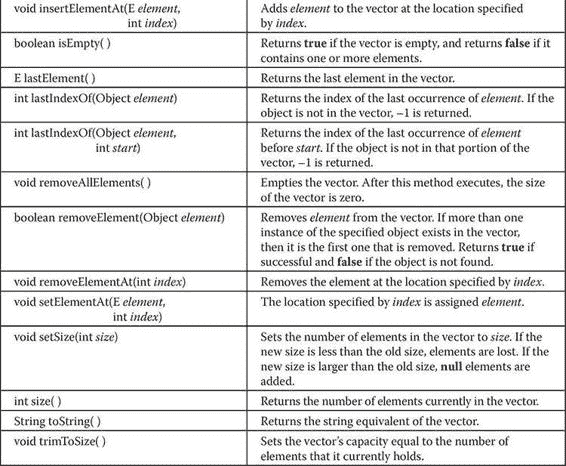 void insertElementAt(E element,
int index)
Adds element to the vector at the location specified
by index.
boolean isEmpty( )
Returns true if the vector is empty, and returns false if it
contains one or more elements.
E lastElement( )
Returns the last element in the vector.
int lastIndexOf(Object element)
Returns the index of the last occurrence of element. If the
object is not in the vector, –1 is returned.
int lastIndexOf(Object element,
int start)
Returns the index of the last occurrence of element
before start. If the object is not in that portion of the
vector, –1 is returned.
void removeAllElements( )
Empties the vector. After this method executes, the size
of the vector is zero.
boolean removeElement(Object element)
Removes element from the vector. If more than one
instance of the specified object exists in the vector,
then it is the first one that is removed. Returns true if
successful and false if the object is not found.
void removeElementAt(int index)
Removes the element at the location specified by index.
void setElementAt(E element,
int index)
The location specified by index is assigned element.
void setSize(int size)
Sets the number of elements in the vector to size. If the
new size is less than the old size, elements are lost. If the
new size is larger than the old size, null elements are
added.
int size( )
Returns the number of elements currently in the vector.
String toString( )
Returns the string equivalent of the vector.
void trimToSize( )
Sets the vector’s capacity equal to the number of
elements that it currently holds.